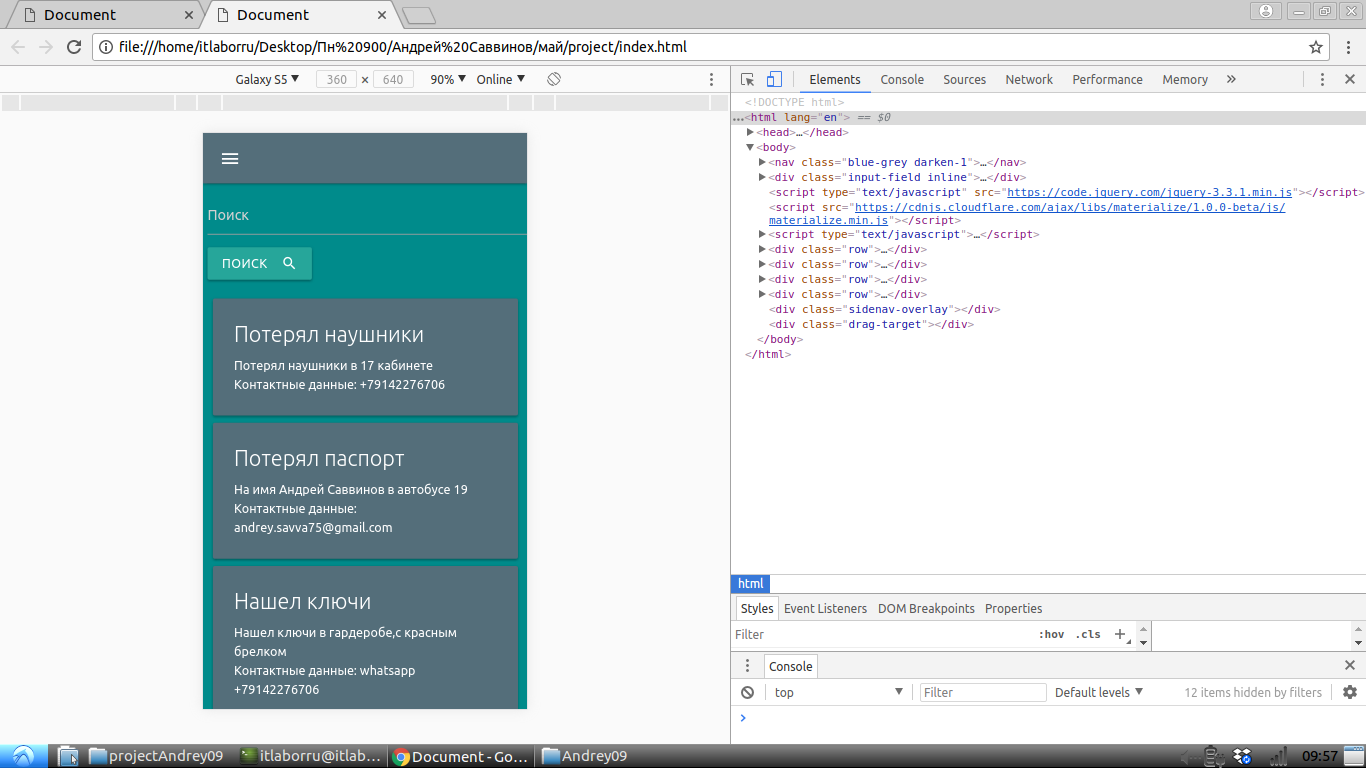 Document
Document
file:///home/itlaborru/Desktop/Пн%20900/Андрей%20Саввинов/май/project/index.html
Galaxy S5 360 x 640 90% Online
Поиск
ПОИСК
Потерял наушники
Потерял наушники в 17 кабинете
Контактные данные: +79142276706
Потерял паспорт
На имя Андрей Саввинов в автобусе 19
Контактные данные:
andrey.savva75@gmail.com
Нашел ключи
Нашел ключи в гардеробе,с красным
брелком
Контактные данные: whatsapp
+79142276706
Elements Console Sources Network Performance Memory »
<!DOCTYPE html>
…<html lang="en"> == $0
<head>…</head>
<body>
<nav class="blue-grey darken-1">…</nav>
<div class="input-field inline">…</div>
<script type="text/javascript" src="https://code.jquery.com/jquery-3.3.1.min.js"></script>
<script src="https://cdnjs.cloudflare.com/ajax/libs/materialize/1.0.0-beta/js/
materialize.min.js"></script>
<script type="text/javascript">…</script>
<div class="row">…</div>
<div class="row">…</div>
<div class="row">…</div>
<div class="row">…</div>
<div class="sidenav-overlay"></div>
<div class="drag-target"></div>
</body>
</html>
html
Styles Event Listeners DOM Breakpoints Properties
Filter :hov .cls +
Console
top Filter Default levels 12 items hidden by filters
projectAndrey09 itlaborru@itlab... Document - Go... Andrey09 09:57